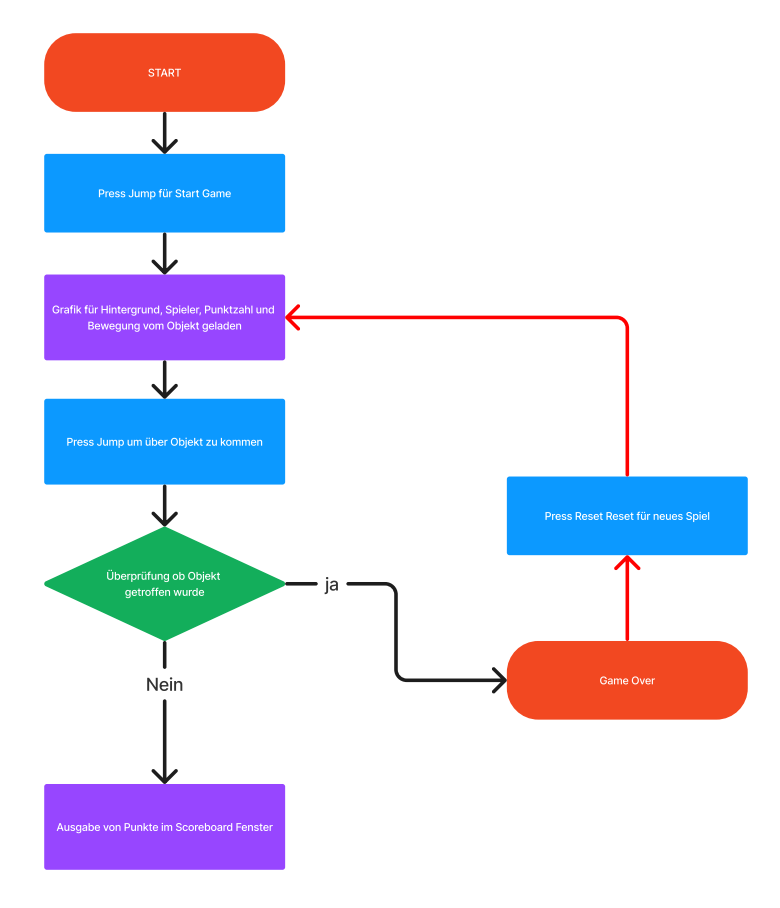 START
Press Jump für Start Game
Grafik für Hintergrund, Spieler, Punktzahl und
Bewegung vom Objekt geladen
Press Jump um über Objekt zu kommen
Überprüfung ob Objekt
getroffen wurde
ja
Nein
Ausgabe von Punkte im Scoreboard Fenster
Game Over
Press Reset Reset für neues Spiel